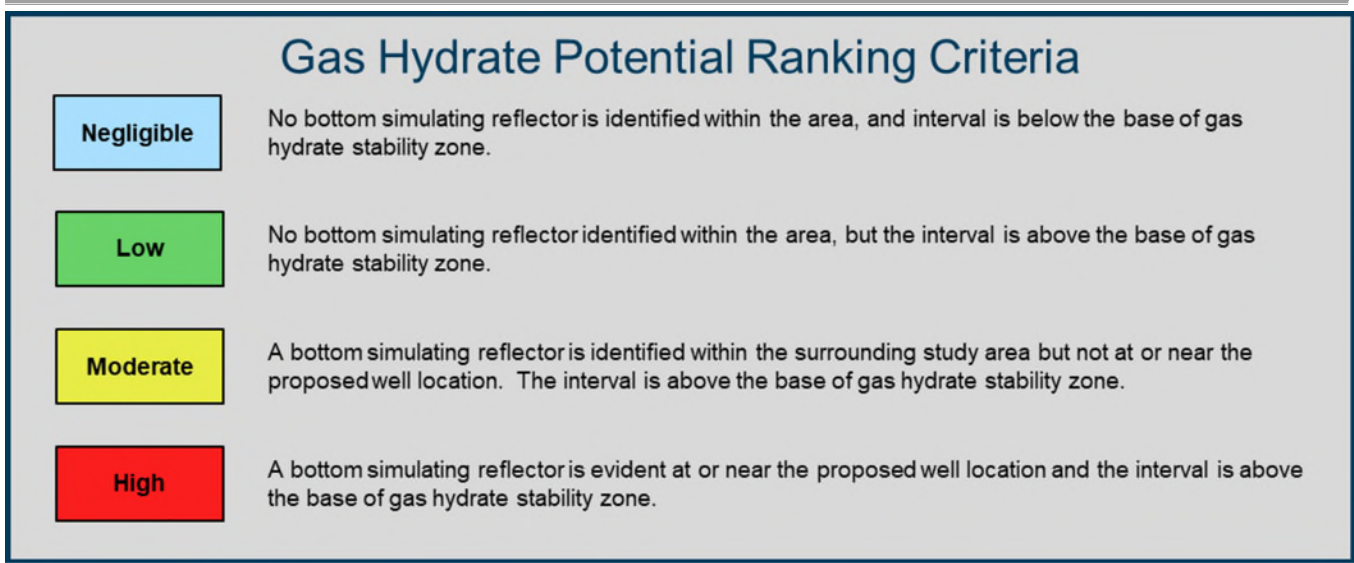 Gas Hydrate Potential Ranking Criteria
Negligible
No bottom simulating reflector is identified within the area, and interval is below the base of gas
hydrate stability zone.
Low
No bottom simulating reflector identified within the area, but the interval is above the base of gas
hydrate stability zone.
Moderate
A bottom simulating reflector is identified within the surrounding study area but not at or near the
proposed well location. The interval is above the base of gas hydrate stability zone.
High
A bottom simulating reflector is evident at or near the proposed well location and the interval is above
the base of gas hydrate stability zone.